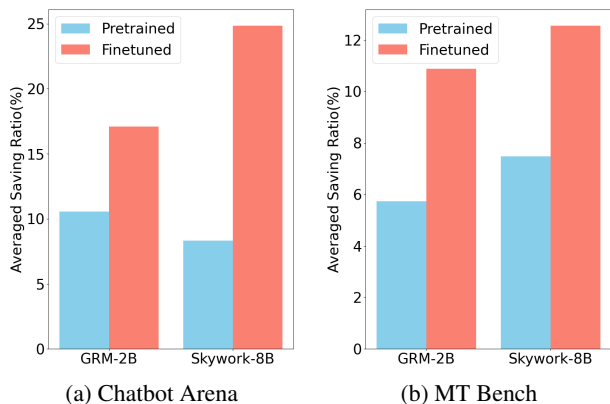 Averaged Saving Ratio(%)
25
20
15
10
5
0
Pretrained
Finetuned
GRM-2B
Skywork-8B
(a) Chatbot Arena
Averaged Saving Ratio(%)
12
10
8
6
4
2
0
Pretrained
Finetuned
GRM-2B
Skywork-8B
(b) MT Bench